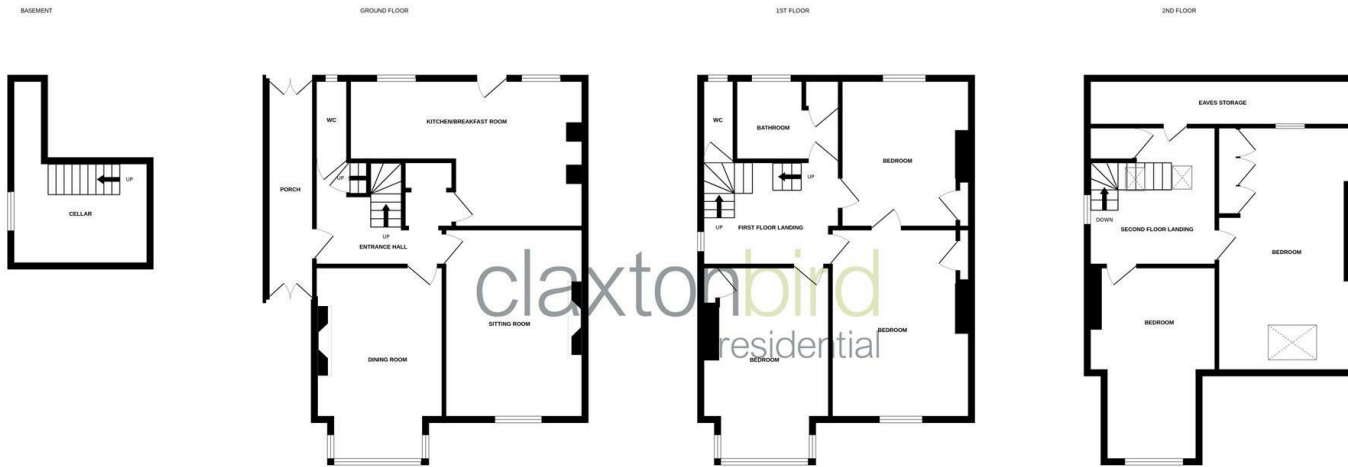 BASEMENT
GROUND FLOOR
1ST FLOOR
2ND FLOOR
UP
CELLAR
PORCH
WC
KITCHEN/BREAKFAST ROOM
UP
UP
ENTRANCE HALL
DINING ROOM
SITTING ROOM
WC
BATHROOM
BEDROOM
UP
UP
FIRST FLOOR LANDING
BEDROOM
BEDROOM
EAVES STORAGE
DOWN
SECOND FLOOR LANDING
BEDROOM
BEDROOM
claxtonbird
residential